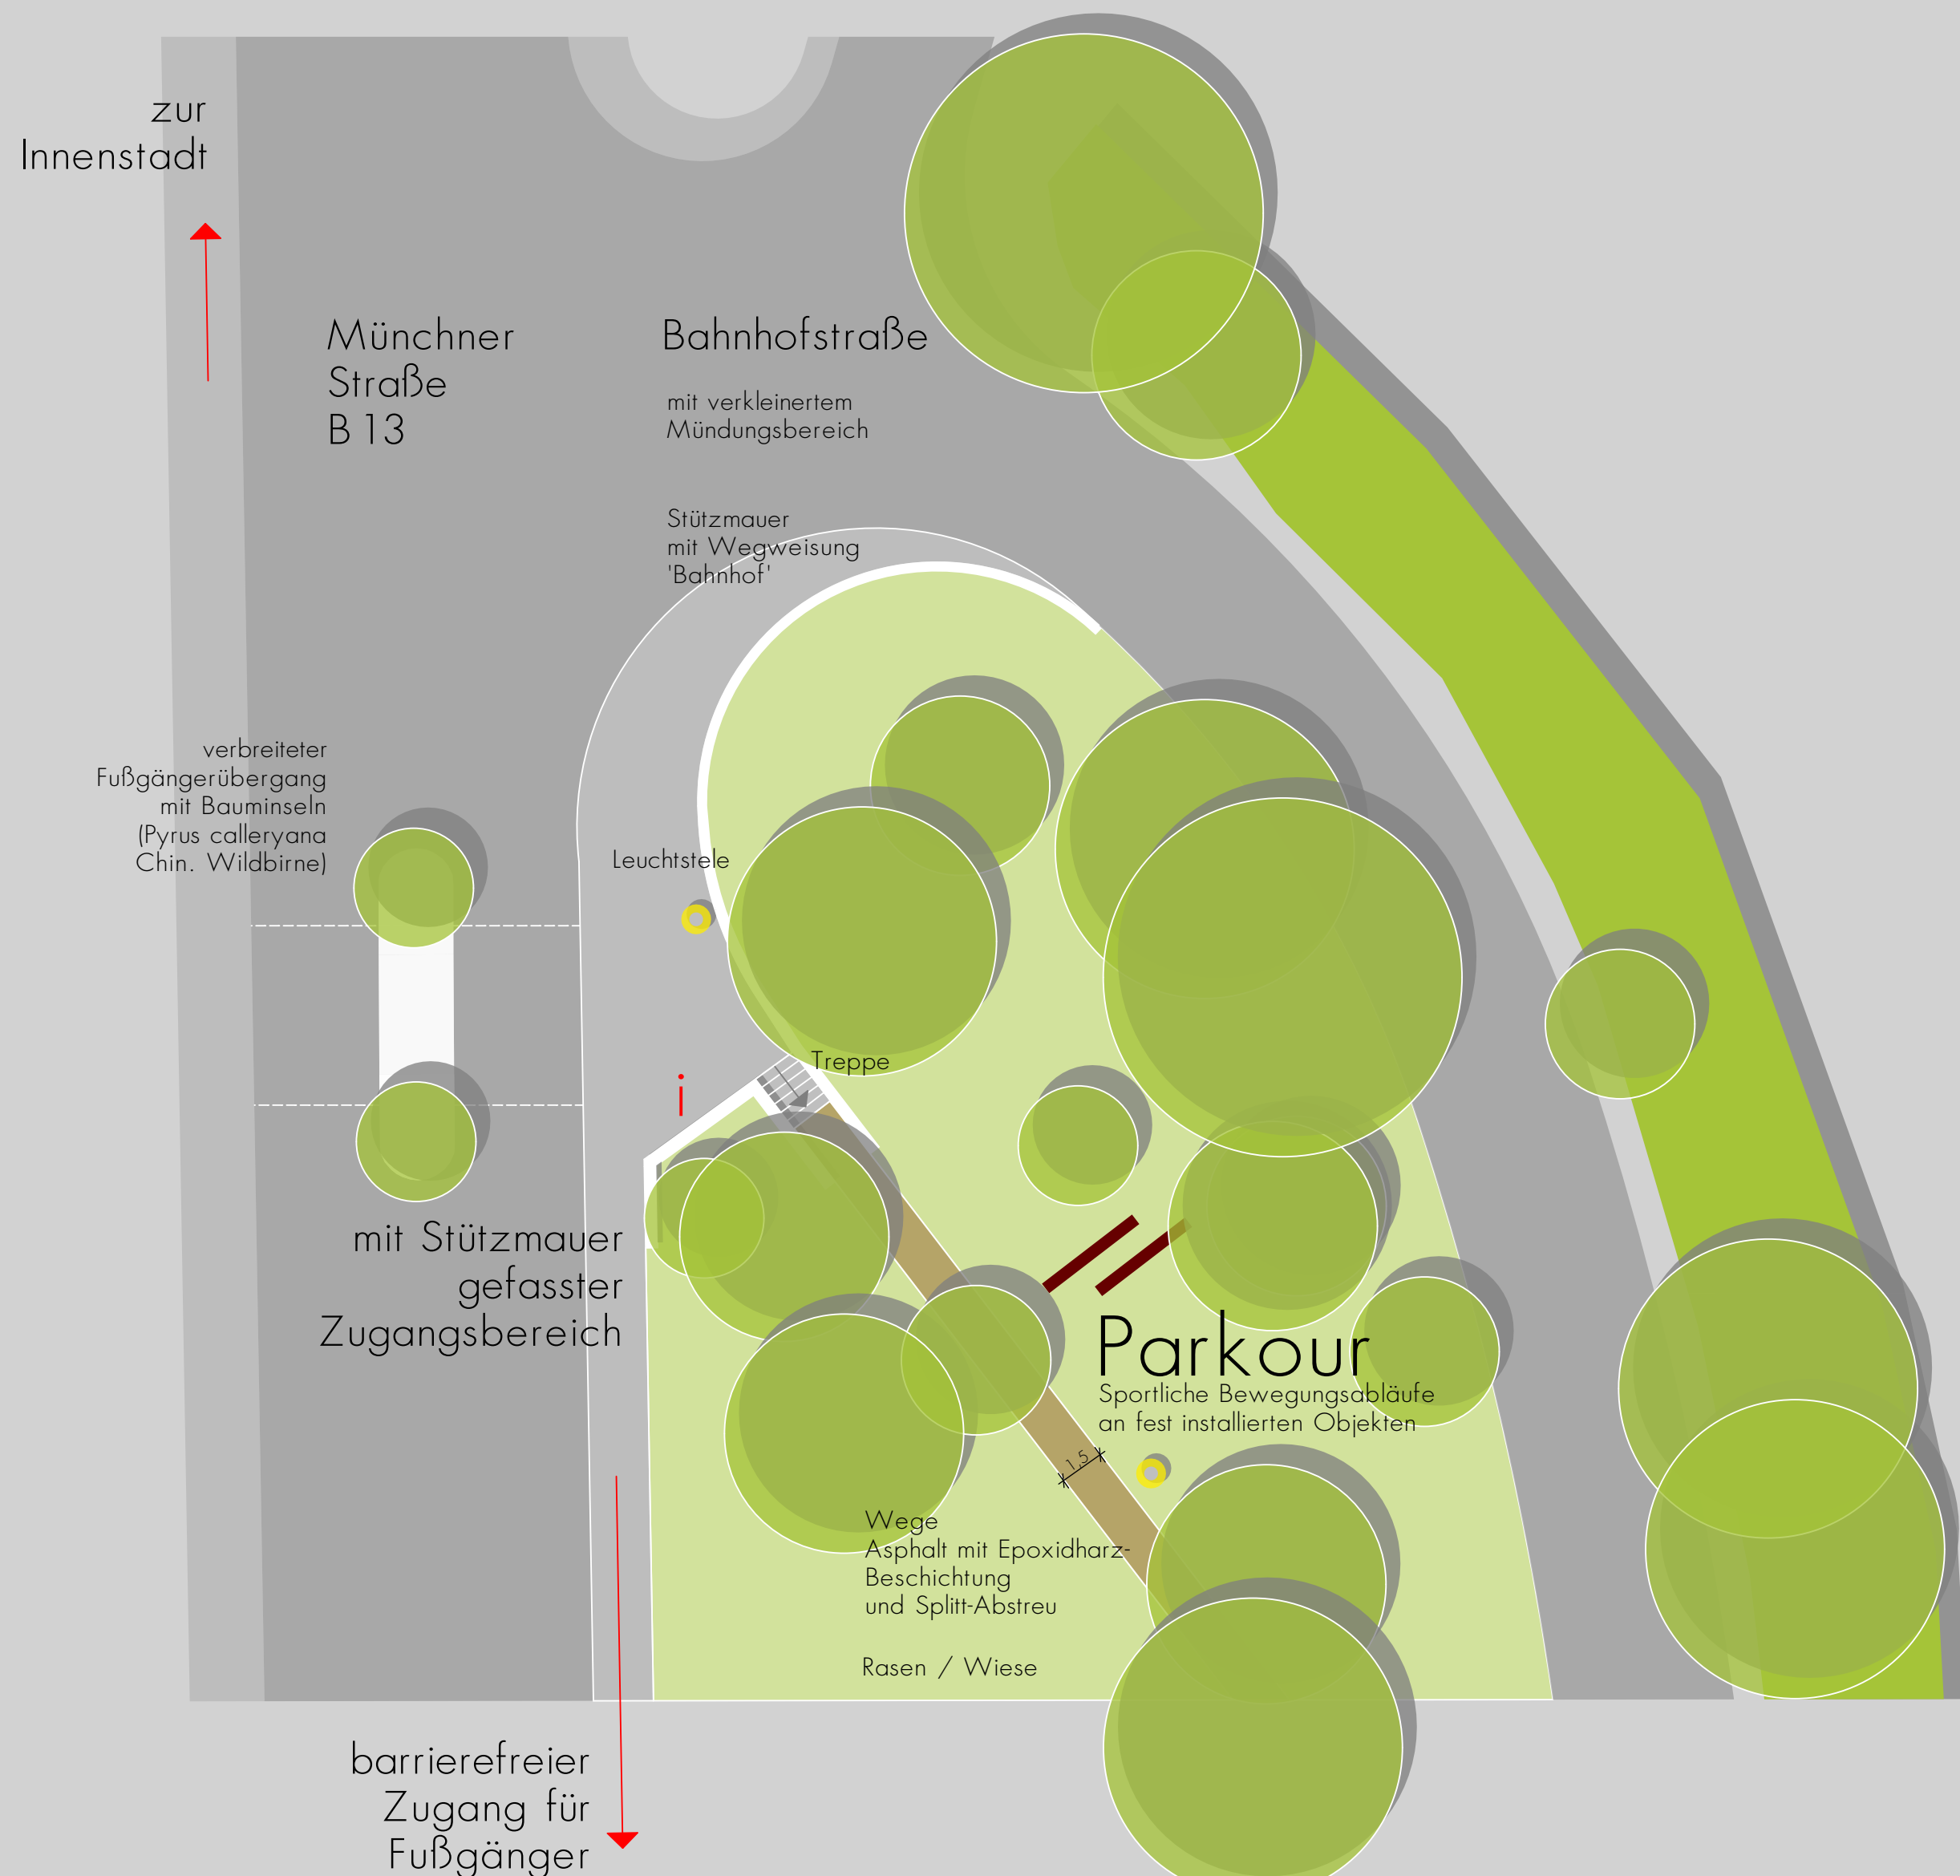 zur
Innenstadt
Münchner
Straße
B 13
Bahnhofstraße
mit verkleinertem
Mündungsbereich
Stützmauer
mit Wegweisung
'Bahnhof'
verbreiteter
Fußgängerübergang
mit Bauminseln
(Pyrus calleryana
Chin. Wildbirne)
Leuchtstele
Treppe
i
mit Stützmauer
gefasster
Zugangsbereich
Parkour
Sportliche Bewegungsabläufe
an fest installierten Objekten
1,5
Wege
Asphalt mit Epoxidharz-
Beschichtung
und Splitt-Abstreu
Rasen / Wiese
barrierefreier
Zugang für
Fußgänger